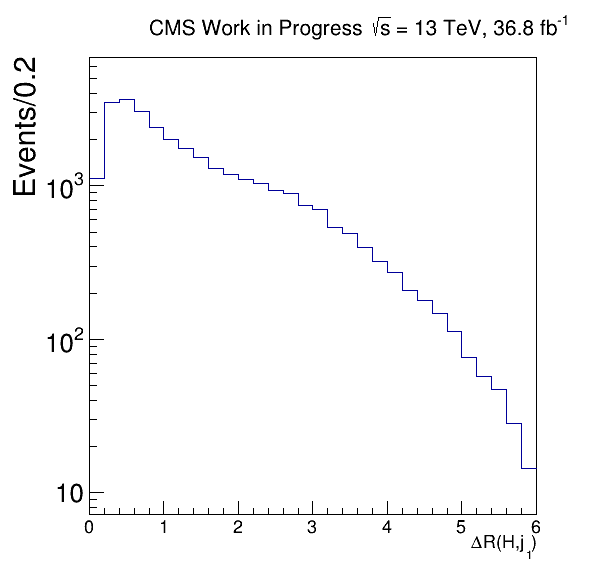 CMS Work in Progress √s = 13 TeV, 36.8 fb⁻¹
Events/0.2
10³
10²
10
0 1 2 3 4 5 6
ΔR(H,j₁)